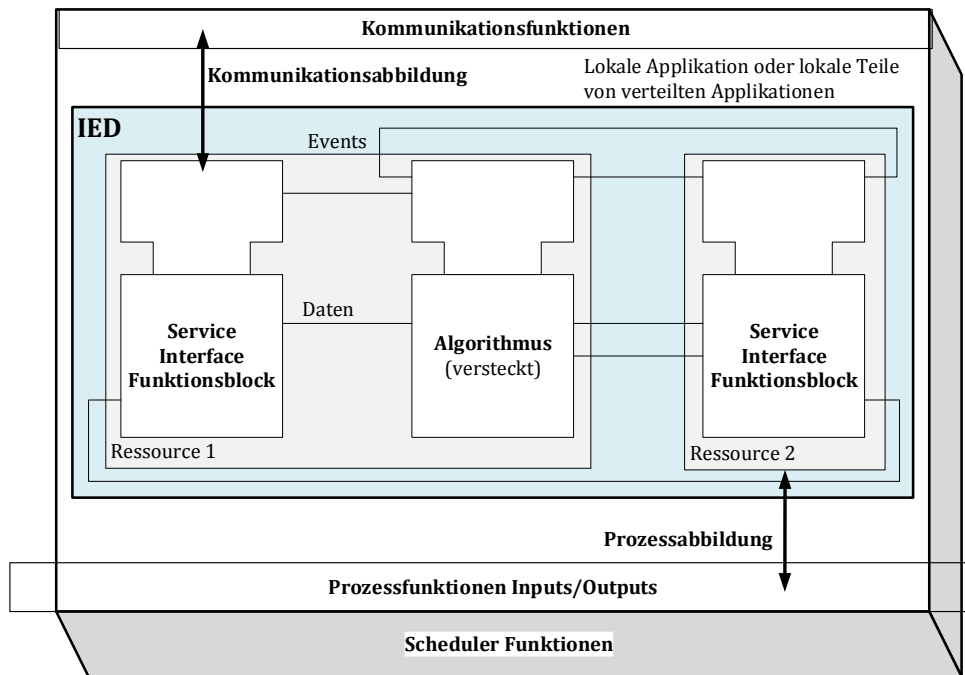 Kommunikationsfunktionen
Kommunikationsabbildung
Lokale Applikation oder lokale Teile
von verteilten Applikationen
IED
Events
Daten
Service
Interface
Funktionsblock
Algorithmus
(versteckt)
Service
Interface
Funktionsblock
Ressource 1
Ressource 2
Prozessabbildung
Prozessfunktionen Inputs/Outputs
Scheduler Funktionen